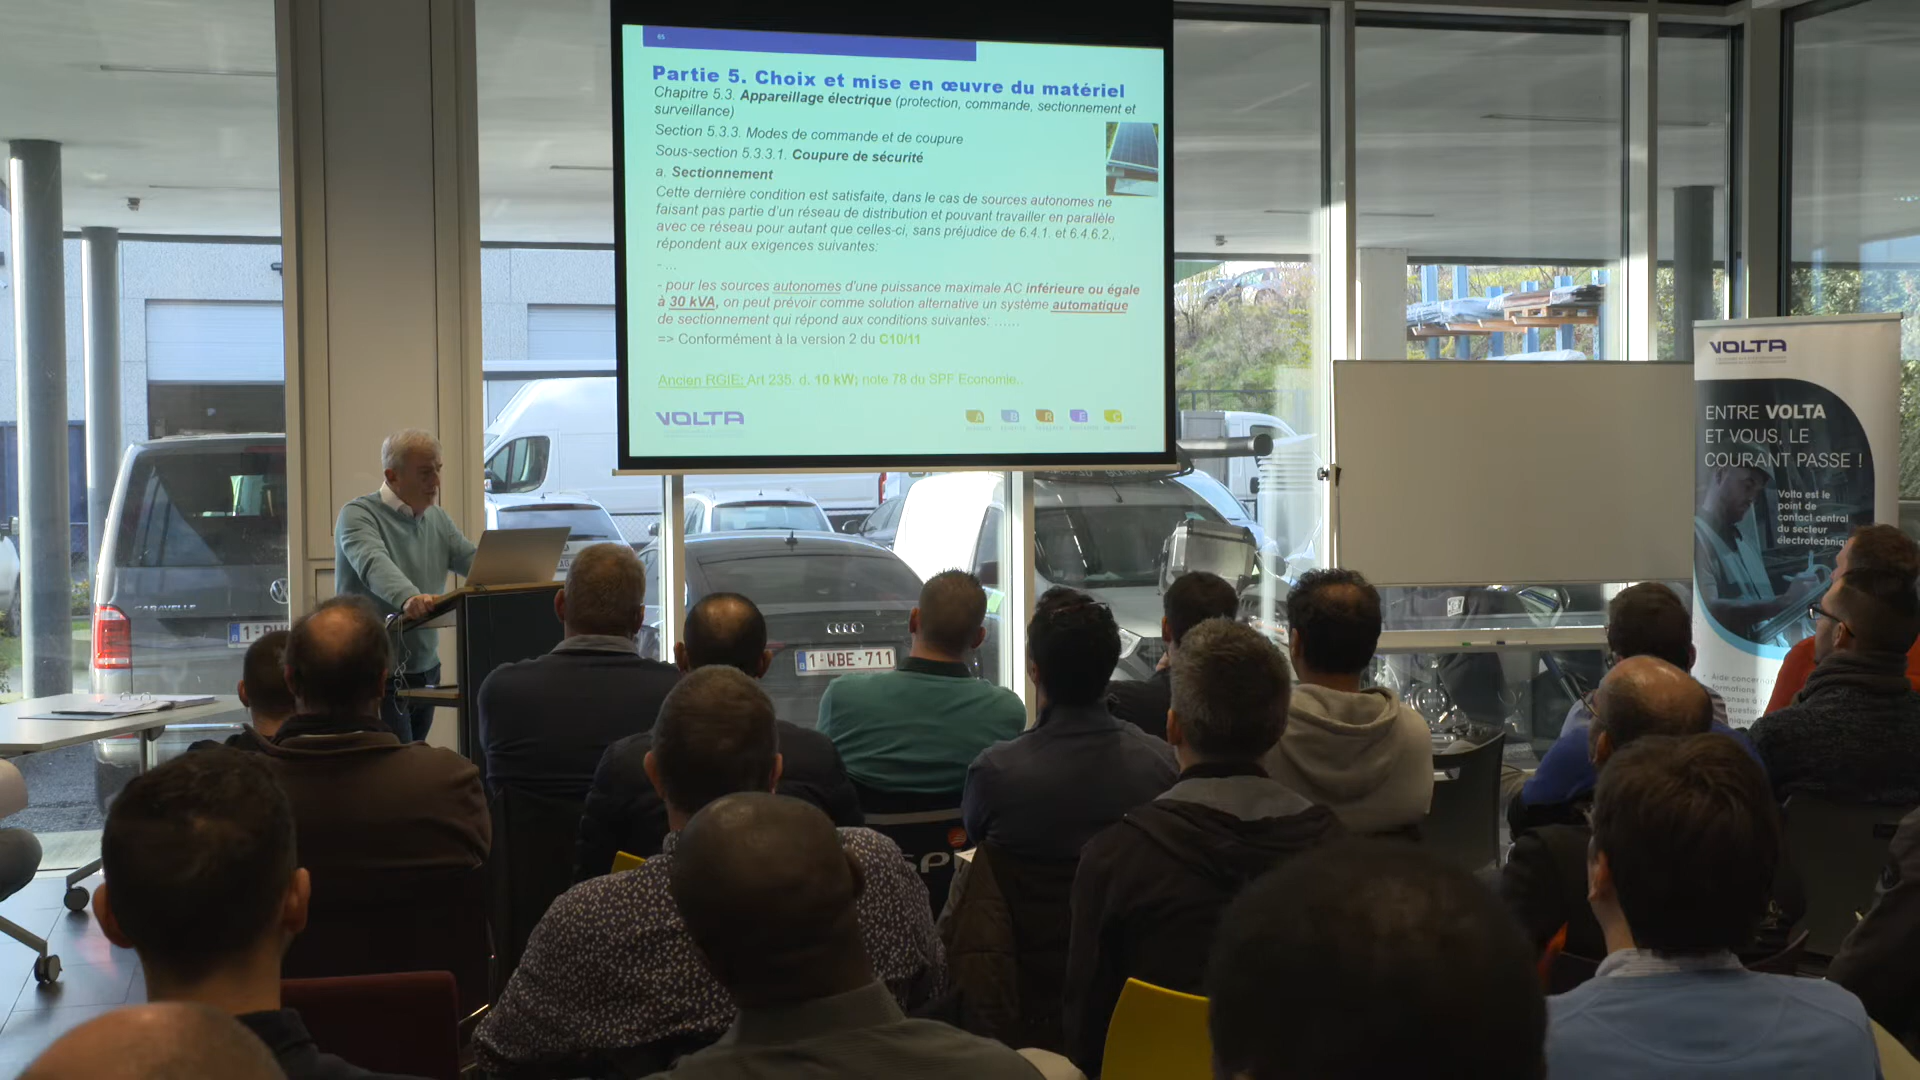 65
Partie 5. Choix et mise en œuvre du matériel
Chapitre 5.3. Appareillage électrique (protection, commande, sectionnement et
surveillance)
Section 5.3.3. Modes de commande et de coupure
Sous-section 5.3.3.1. Coupure de sécurité
a. Sectionnement
Cette dernière condition est satisfaite, dans le cas de sources autonomes ne
faisant pas partie d'un réseau de distribution et pouvant travailler en parallèle
avec ce réseau pour autant que celles-ci, sans préjudice de 6.4.1. et 6.4.6.2.,
répondent aux exigences suivantes:
- ...
- pour les sources autonomes d'une puissance maximale AC inférieure ou égale
à 30 kVA, on peut prévoir comme solution alternative un système automatique
de sectionnement qui répond aux conditions suivantes: ......
=> Conformément à la version 2 du C10/11
Ancien RGIE: Art 235. d. 10 kW; note 78 du SPF Economie..
VOLTA
A B R E C
VOLTA
ENTRE VOLTA
ET VOUS, LE
COURANT PASSE !
Volta est le
point de
contact central
du secteur
électrotechniq
Aide concernan
formations
questio
CARAVELLE
1-WBE-711